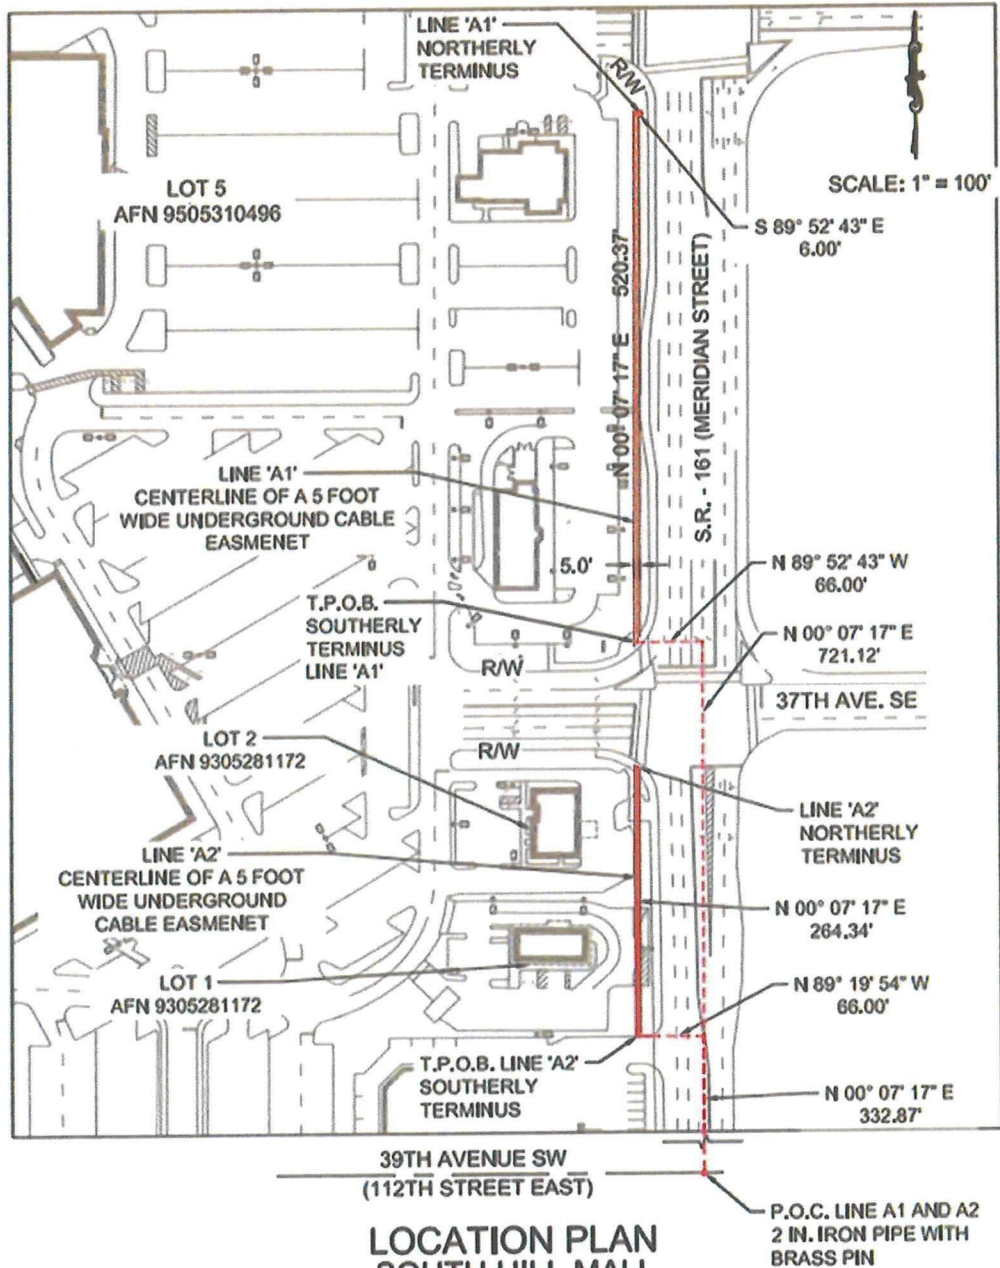 LINE 'A1'
NORTHERLY
TERMINUS
R/W
LOT 5
AFN 9505310496
SCALE: 1" = 100'
S 89° 52' 43" E
6.00'
N 00° 07' 17" E 520.37'
S.R. - 161 (MERIDIAN STREET)
LINE 'A1'
CENTERLINE OF A 5 FOOT
WIDE UNDERGROUND CABLE
EASMENET
5.0'
N 89° 52' 43" W
66.00'
T.P.O.B.
SOUTHERLY
TERMINUS
LINE 'A1'
N 00° 07' 17" E
721.12'
R/W
37TH AVE. SE
LOT 2
AFN 9305281172
R/W
LINE 'A2'
NORTHERLY
TERMINUS
LINE 'A2'
CENTERLINE OF A 5 FOOT
WIDE UNDERGROUND
CABLE EASMENET
N 00° 07' 17" E
264.34'
LOT 1
AFN 9305281172
N 89° 19' 54" W
66.00'
T.P.O.B. LINE 'A2'
SOUTHERLY
TERMINUS
N 00° 07' 17" E
332.87'
39TH AVENUE SW
(112TH STREET EAST)
P.O.C. LINE A1 AND A2
2 IN. IRON PIPE WITH
BRASS PIN
LOCATION PLAN
SOUTH HILL MALL